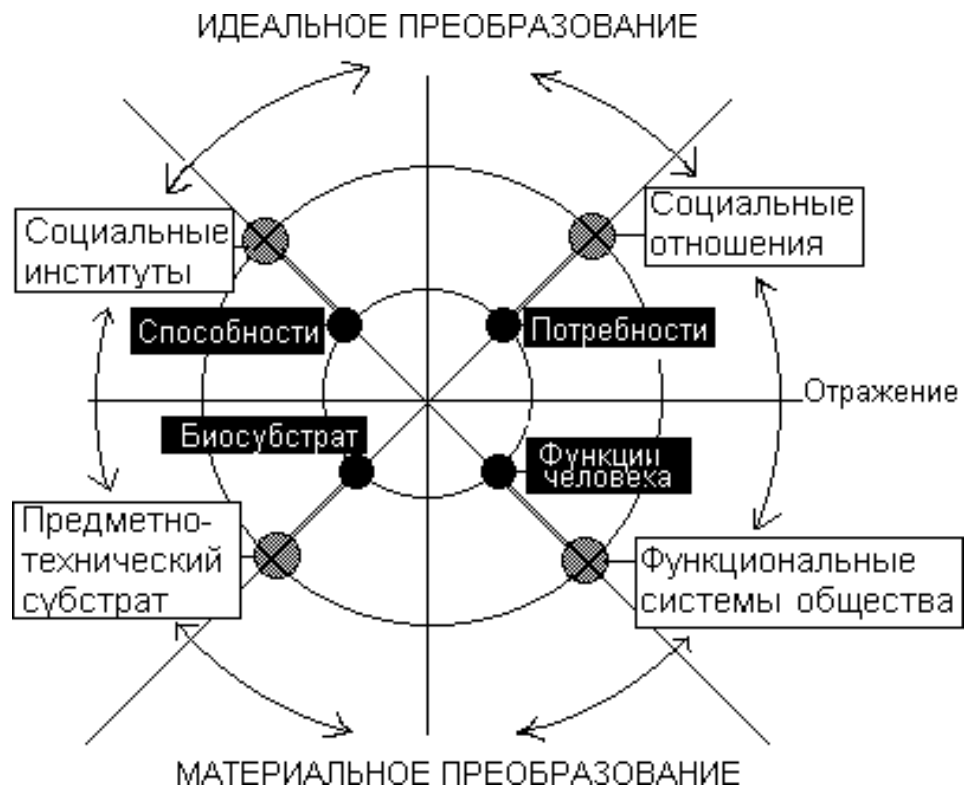 ИДЕАЛЬНОЕ ПРЕОБРАЗОВАНИЕ
Социальные
институты
Социальные
отношения
Способности
Потребности
Отражение
Биосубстрат
Функции
человека
Предметно-
технический
субстрат
Функциональные
системы общества
МАТЕРИАЛЬНОЕ ПРЕОБРАЗОВАНИЕ